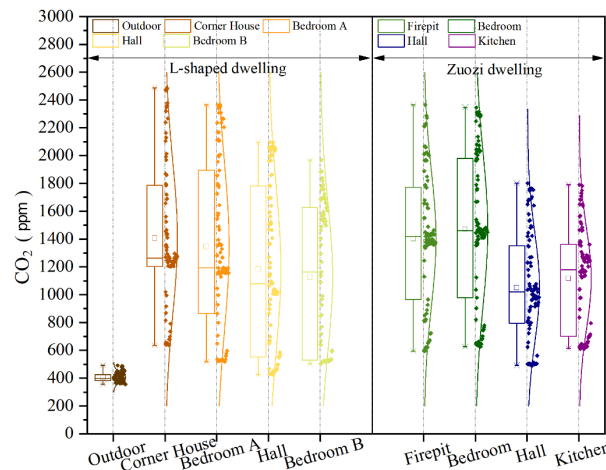 3000
2800
2600
2400
2200
2000
1800
1600
1400
1200
1000
800
600
400
200
0
CO2 ( ppm )
Outdoor Corner House Bedroom A
Hall Bedroom B
L-shaped dwelling
Firepit Bedroom
Hall Kitchen
Zuozi dwelling
Outdoor
Corner House
Bedroom A
Hall
Bedroom B
Firepit
Bedroom
Hall
Kitchen